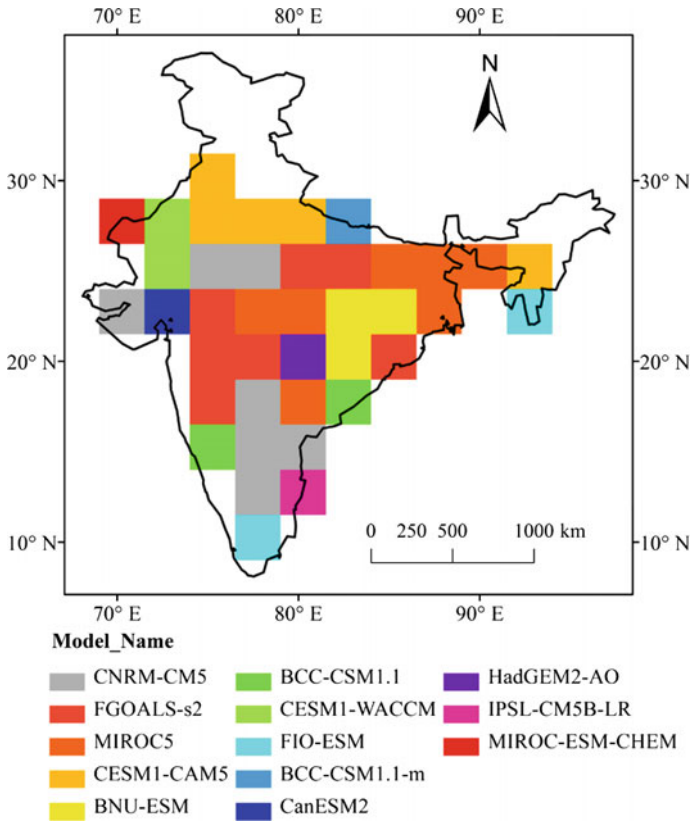 70° E 80° E 90° E
N
30° N 30° N
20° N 20° N
0 250 500 1000 km
10° N 10° N
70° E 80° E 90° E
Model_Name
CNRM-CM5 BCC-CSM1.1 HadGEM2-AO
FGOALS-s2 CESM1-WACCM IPSL-CM5B-LR
MIROC5 FIO-ESM MIROC-ESM-CHEM
CESM1-CAM5 BCC-CSM1.1-m
BNU-ESM CanESM2